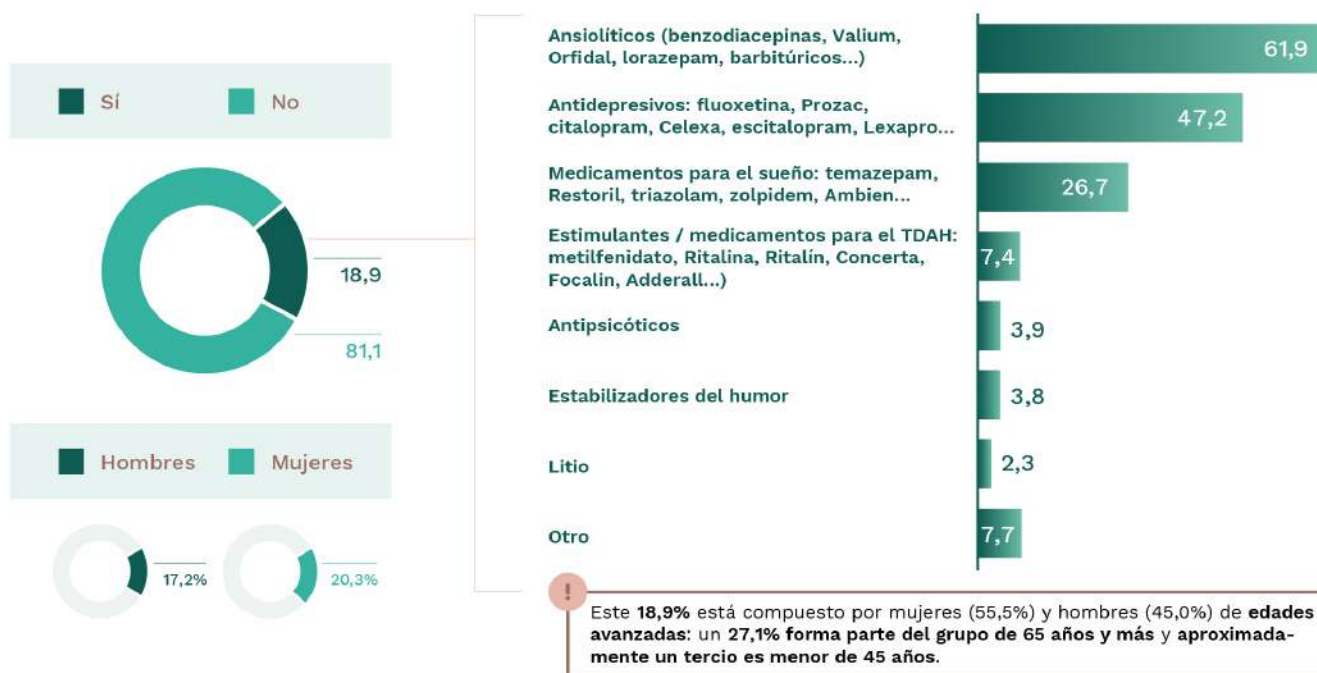 Sí
No
18,9
81,1
Hombres
Mujeres
17,2%
20,3%
Ansiolíticos (benzodiacepinas, Valium,
Orfidal, lorazepam, barbitúricos...)
61,9
Antidepresivos: fluoxetina, Prozac,
citalopram, Celexa, escitalopram, Lexapro...
47,2
Medicamentos para el sueño: temazepam,
Restoril, triazolam, zolpidem, Ambien...
26,7
Estimulantes / medicamentos para el TDAH:
metilfenidato, Ritalina, Ritalín, Concerta,
Focalin, Adderall...)
7,4
Antipsicóticos
3,9
Estabilizadores del humor
3,8
Litio
2,3
Otro
7,7
!
Este 18,9% está compuesto por mujeres (55,5%) y hombres (45,0%) de edades
avanzadas: un 27,1% forma parte del grupo de 65 años y más y aproximada-
mente un tercio es menor de 45 años.